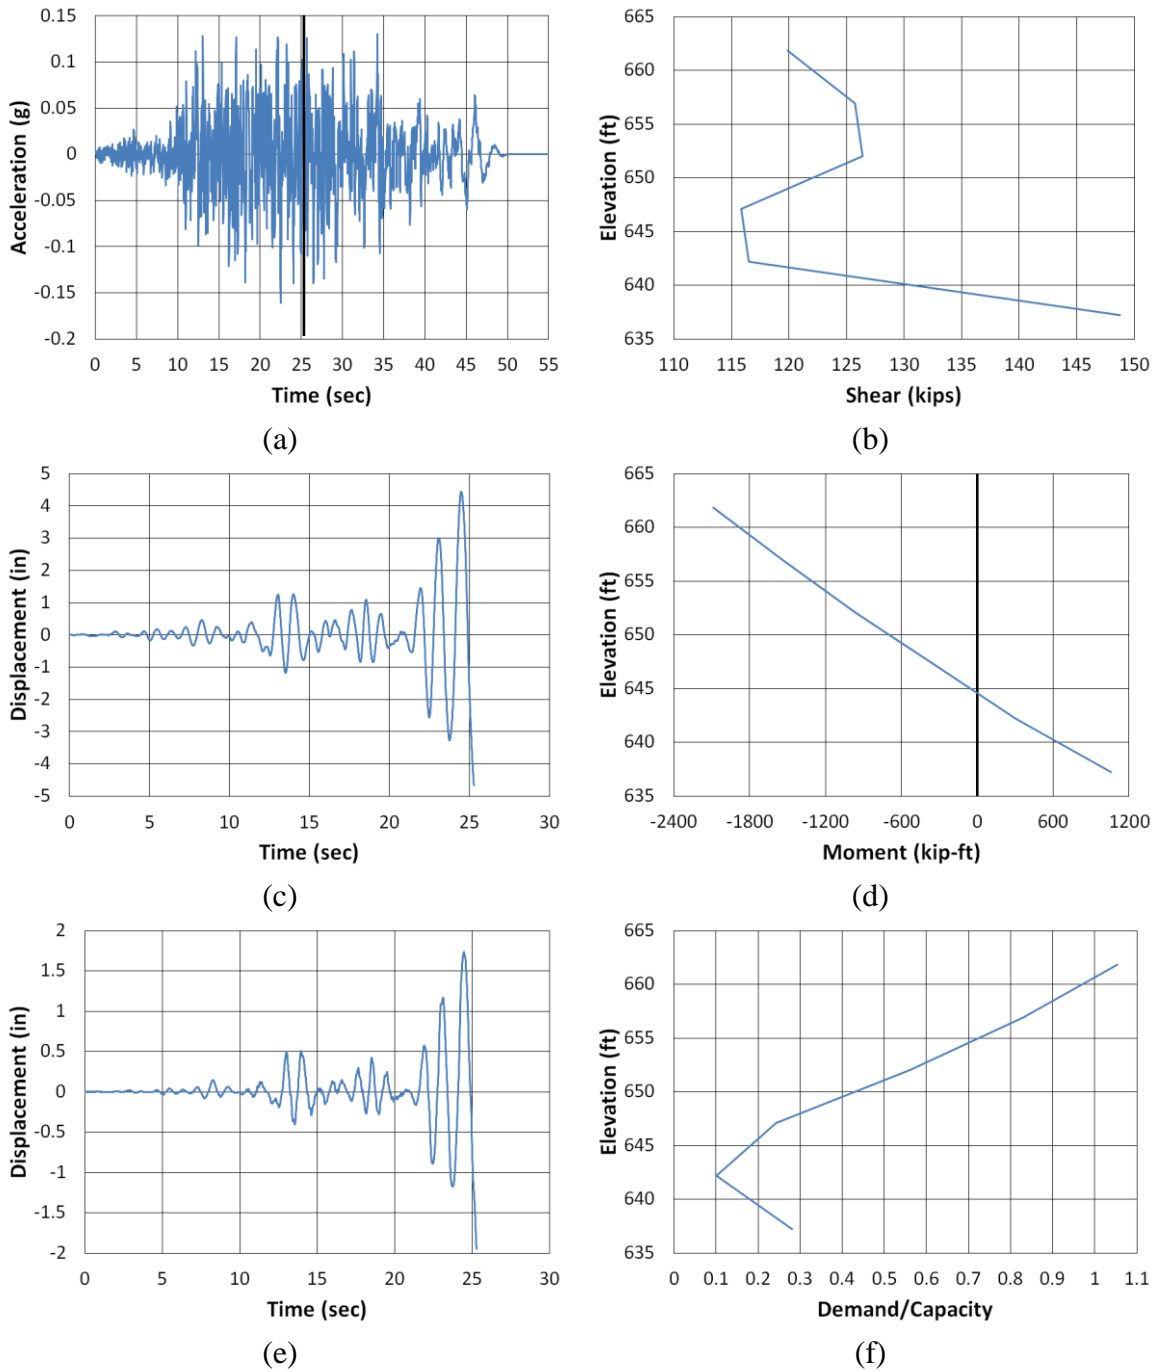 0.15
0.1
0.05
0
-0.05
-0.1
-0.15
-0.2
Acceleration (g)
0 5 10 15 20 25 30 35 40 45 50 55
Time (sec)
(a)
665
660
655
650
645
640
635
Elevation (ft)
110 115 120 125 130 135 140 145 150
Shear (kips)
(b)
5
4
3
2
1
0
-1
-2
-3
-4
-5
Displacement (in)
0 5 10 15 20 25 30
Time (sec)
(c)
665
660
655
650
645
640
635
Elevation (ft)
-2400 -1800 -1200 -600 0 600 1200
Moment (kip-ft)
(d)
2
1.5
1
0.5
0
-0.5
-1
-1.5
-2
Displacement (in)
0 5 10 15 20 25 30
Time (sec)
(e)
665
660
655
650
645
640
635
Elevation (ft)
0 0.1 0.2 0.3 0.4 0.5 0.6 0.7 0.8 0.9 1 1.1
Demand/Capacity
(f)